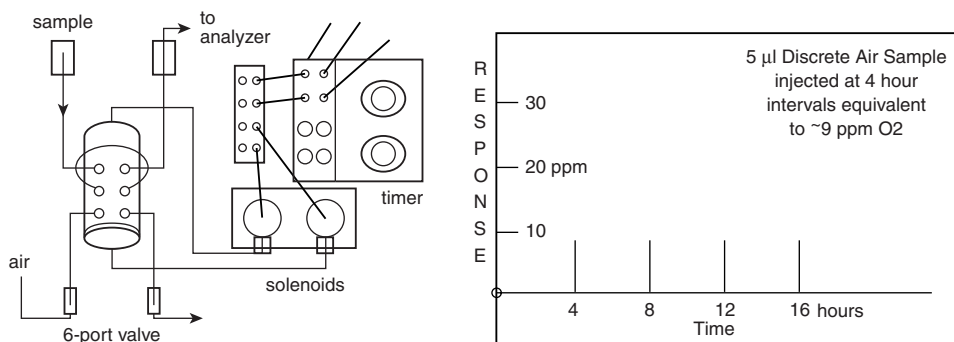 sample
to
analyzer
timer
solenoids
air
6-port valve
RESPONSE
30
20 ppm
10
5 µl Discrete Air Sample
injected at 4 hour
intervals equivalent
to ~9 ppm O2
4 8 12 16 hours
Time